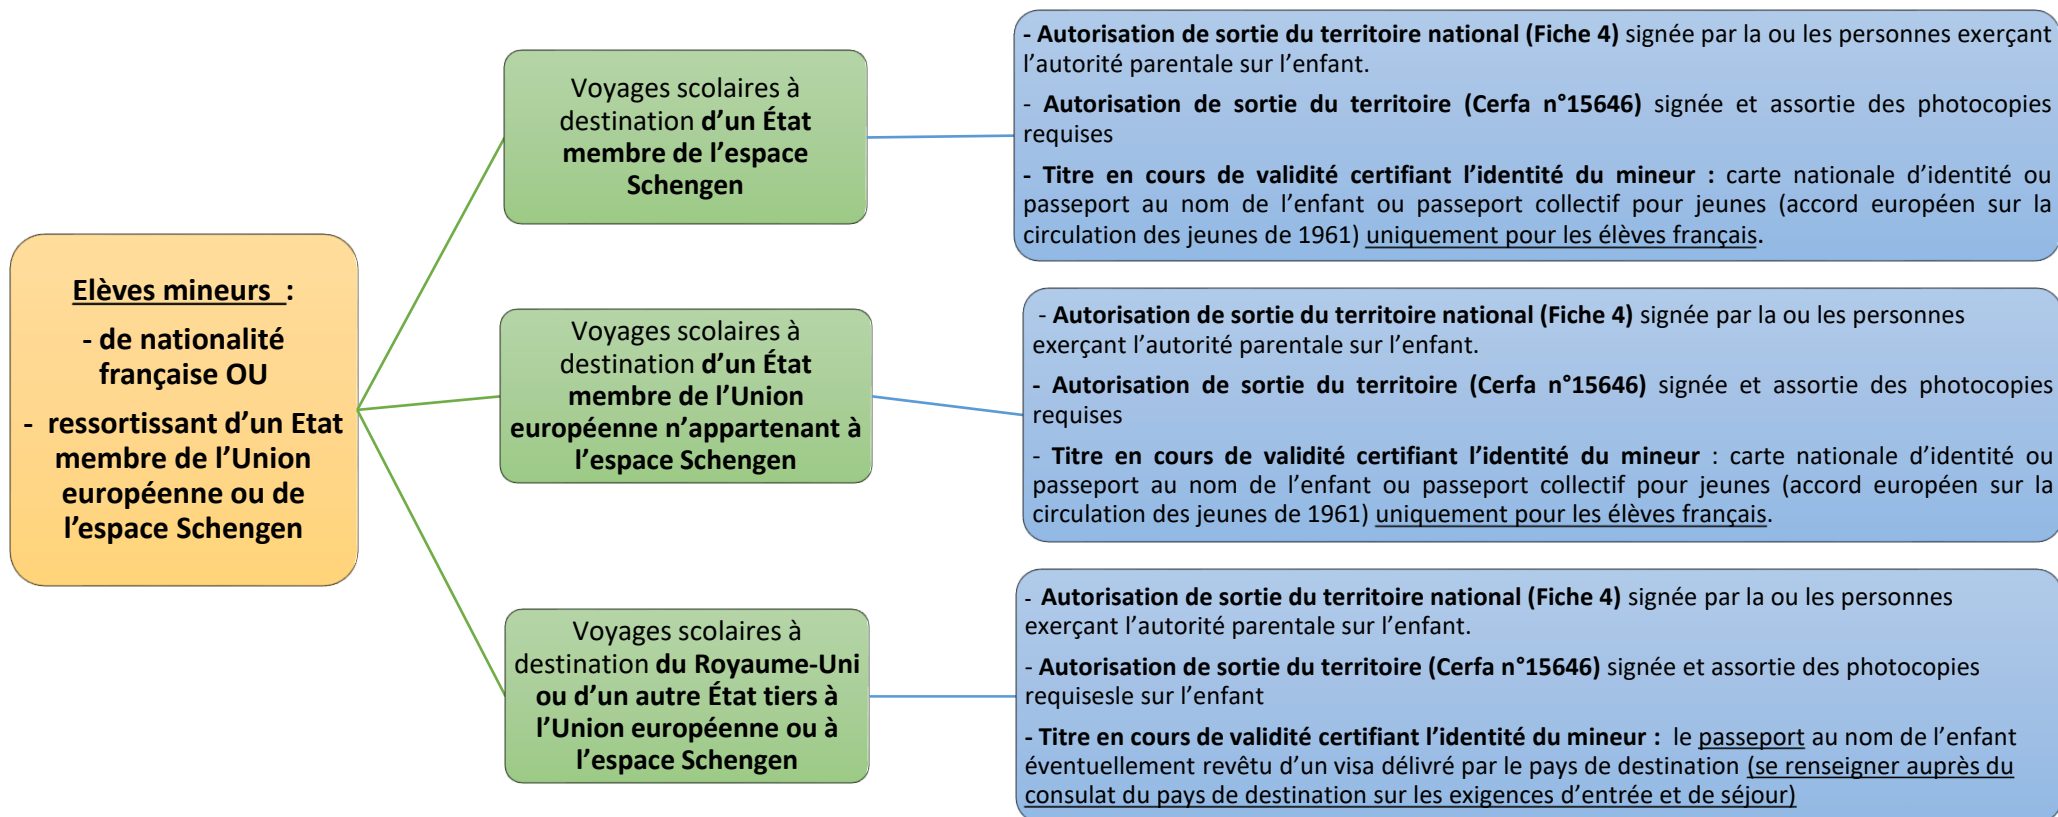 Elèves mineurs :
- de nationalité
française OU
- ressortissant d’un Etat
membre de l’Union
européenne ou de
l’espace Schengen
Voyages scolaires à
destination d’un État
membre de l’espace
Schengen
- Autorisation de sortie du territoire national (Fiche 4) signée par la ou les personnes exerçant
l’autorité parentale sur l’enfant.
- Autorisation de sortie du territoire (Cerfa n°15646) signée et assortie des photocopies
requises
- Titre en cours de validité certifiant l’identité du mineur : carte nationale d’identité ou
passeport au nom de l’enfant ou passeport collectif pour jeunes (accord européen sur la
circulation des jeunes de 1961) uniquement pour les élèves français.
Voyages scolaires à
destination d’un État
membre de l’Union
européenne n’appartenant à
l’espace Schengen
- Autorisation de sortie du territoire national (Fiche 4) signée par la ou les personnes
exerçant l’autorité parentale sur l’enfant.
- Autorisation de sortie du territoire (Cerfa n°15646) signée et assortie des photocopies
requises
- Titre en cours de validité certifiant l’identité du mineur : carte nationale d’identité ou
passeport au nom de l’enfant ou passeport collectif pour jeunes (accord européen sur la
circulation des jeunes de 1961) uniquement pour les élèves français.
Voyages scolaires à
destination du Royaume-Uni
ou d’un autre État tiers à
l’Union européenne ou à
l’espace Schengen
- Autorisation de sortie du territoire national (Fiche 4) signée par la ou les personnes
exerçant l’autorité parentale sur l’enfant.
- Autorisation de sortie du territoire (Cerfa n°15646) signée et assortie des photocopies
requisesle sur l’enfant
- Titre en cours de validité certifiant l’identité du mineur : le passeport au nom de l’enfant
éventuellement revêtu d’un visa délivré par le pays de destination (se renseigner auprès du
consulat du pays de destination sur les exigences d’entrée et de séjour)